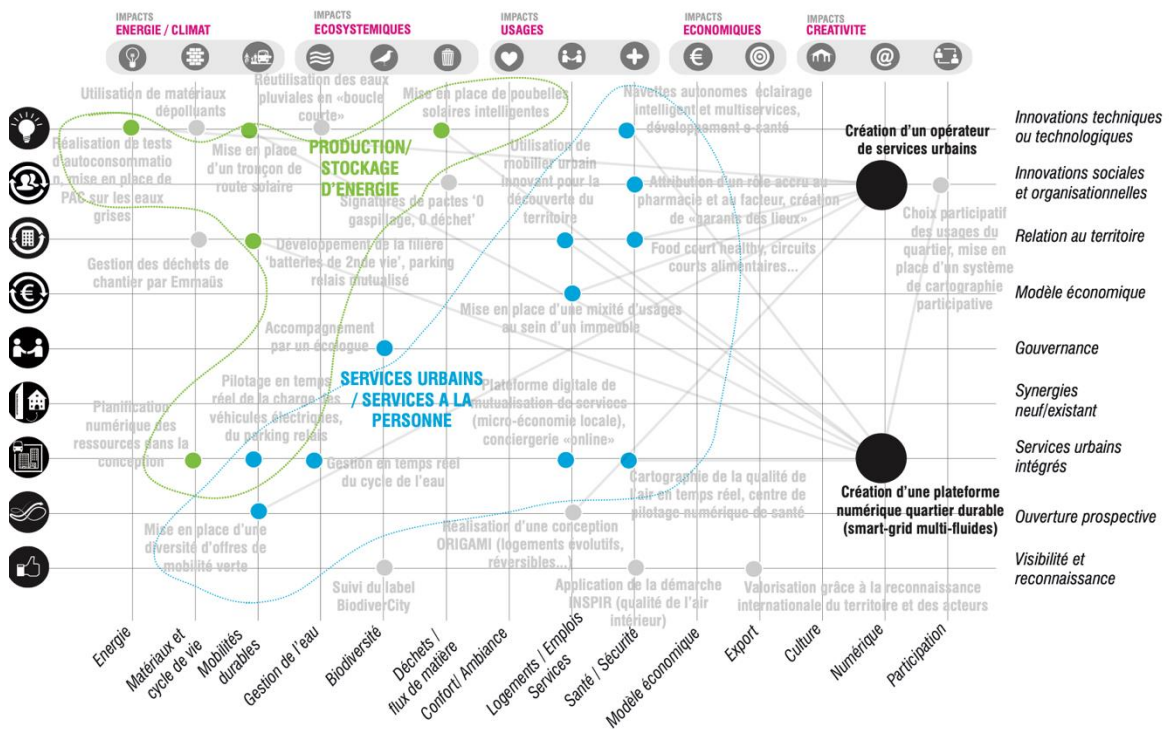 IMPACTS
ENERGIE / CLIMAT
IMPACTS
ECOSYSTEMIQUES
IMPACTS
USAGES
IMPACTS
ECONOMIQUES
IMPACTS
CREATIVITE
Utilisation de matériaux
dépolluants
Réutilisation des eaux
pluviales en «boucle
courte»
Mise en place de poubelles
solaires intelligentes
Navettes autonomes éclairage
intelligent et multiservices,
développement e-santé
Innovations techniques
ou technologiques
Création d'un opérateur
de services urbains
Réalisation de tests
d'autoconsommatio
n, mise en place de
PAC sur les eaux
grises
Mise en place
d'un tronçon de
route solaire
PRODUCTION/
STOCKAGE
D'ENERGIE
Signatures de pactes '0
gaspillage, 0 déchet'
Utilisation de
mobilier urbain
innovant pour la
découverte du
territoire
Attribution d'un rôle accru au
pharmacie et au facteur, création
de «garants des lieux»
Innovations sociales
et organisationnelles
Choix participatif
des usages du
quartier, mise en
place d'un système
de cartographie
participative
Gestion des déchets de
chantier par Emmaüs
Développement de la filière
'batteries de 2nde vie', parking
relais mutualisé
Food court healthy, circuits
courts alimentaires...
Relation au territoire
Mise en place d'une mixité d'usages
au sein d'un immeuble
Modèle économique
Accompagnement
par un écologue
Gouvernance
SERVICES URBAINS
/ SERVICES A LA
PERSONNE
Pilotage en temps
réel de la charge des
véhicules électriques,
du parking relais
Plateforme digitale de
mutualisation de services
(micro-économie locale),
conciergerie «online»
Synergies
neuf/existant
Planification
numérique des
ressources dans la
conception
Gestion en temps réel
du cycle de l'eau
Cartographie de la qualité de
l'air en temps réel, centre de
pilotage numérique de santé
Services urbains
intégrés
Création d'une plateforme
numérique quartier durable
(smart-grid multi-fluides)
Mise en place d'une
diversité d'offres de
mobilité verte
Réalisation d'une conception
ORIGAMI (logements évolutifs,
réversibles...)
Ouverture prospective
Suivi du label
BiodiverCity
Application de la démarche
INSPIR (qualité de l'air
intérieur)
Valorisation grâce à la reconnaissance
internationale du territoire et des acteurs
Visibilité et
reconnaissance
Energie
Matériaux et
cycle de vie
Mobilités
durables
Gestion de l'eau
Biodiversité
Déchets /
flux de matière
Confort/ Ambiance
Logements / Emplois
Services
Santé / Sécurité
Modèle économique
Export
Culture
Numérique
Participation